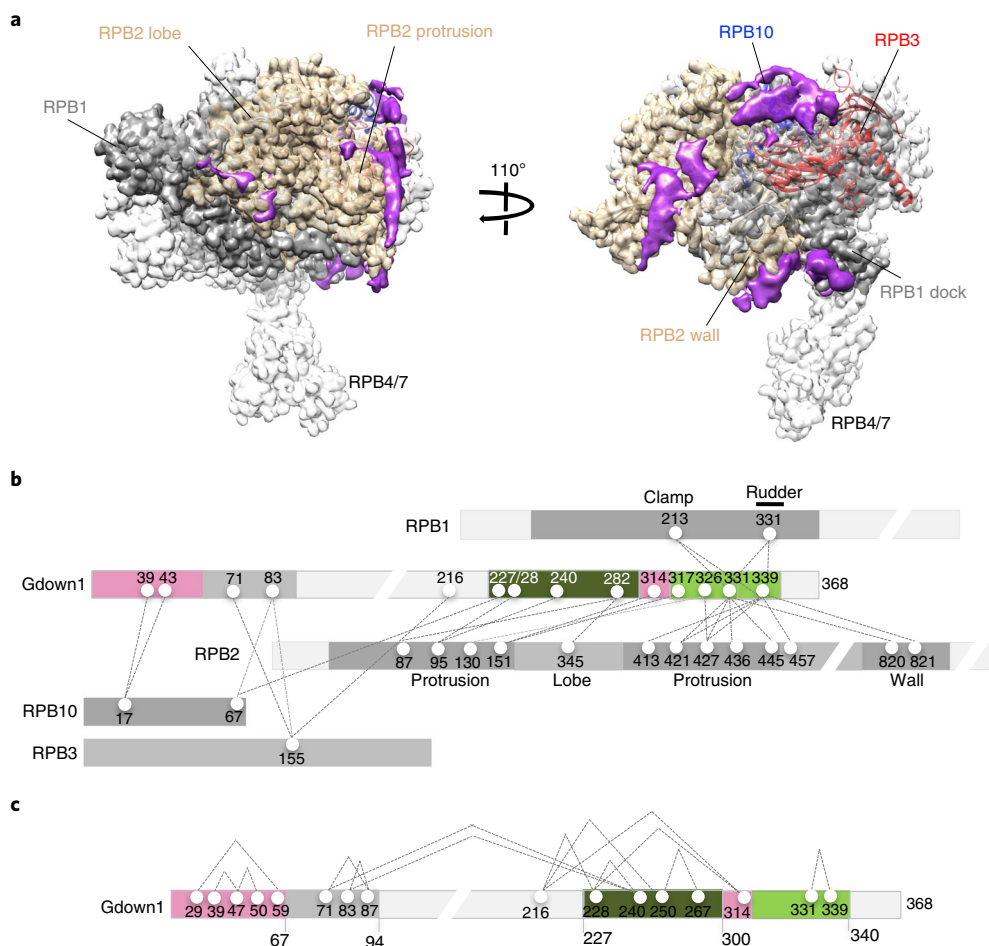 a
RPB2 lobe
RPB2 protrusion
RPB10
RPB3
RPB1
110°
RPB1 dock
RPB2 wall
RPB4/7
RPB4/7
b
Clamp
Rudder
RPB1
213
331
Gdown1
39 43 71 83 216 227/28 240 282 314 317 326 331 339
368
RPB2
87 95 130 151 345 413 421 427 436 445 457 820 821
Protrusion Lobe Protrusion Wall
RPB10
17 67
RPB3
155
c
Gdown1
29 39 47 50 59 71 83 87 216 228 240 250 267 314 331 339
368
67 94 227 300 340